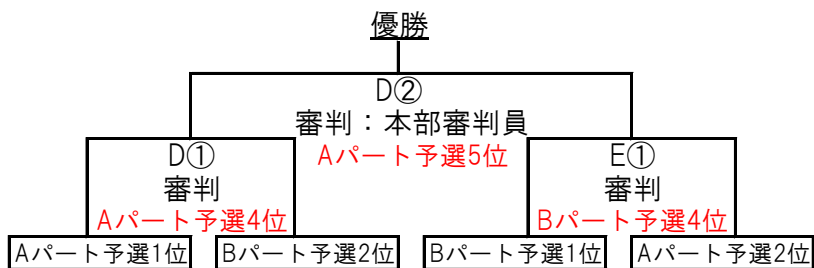 優勝
D②
審判：本部審判員
Aパート予選5位
D①
審判
Aパート予選4位
E①
審判
Bパート予選4位
Aパート予選1位
Bパート予選2位
Bパート予選1位
Aパート予選2位